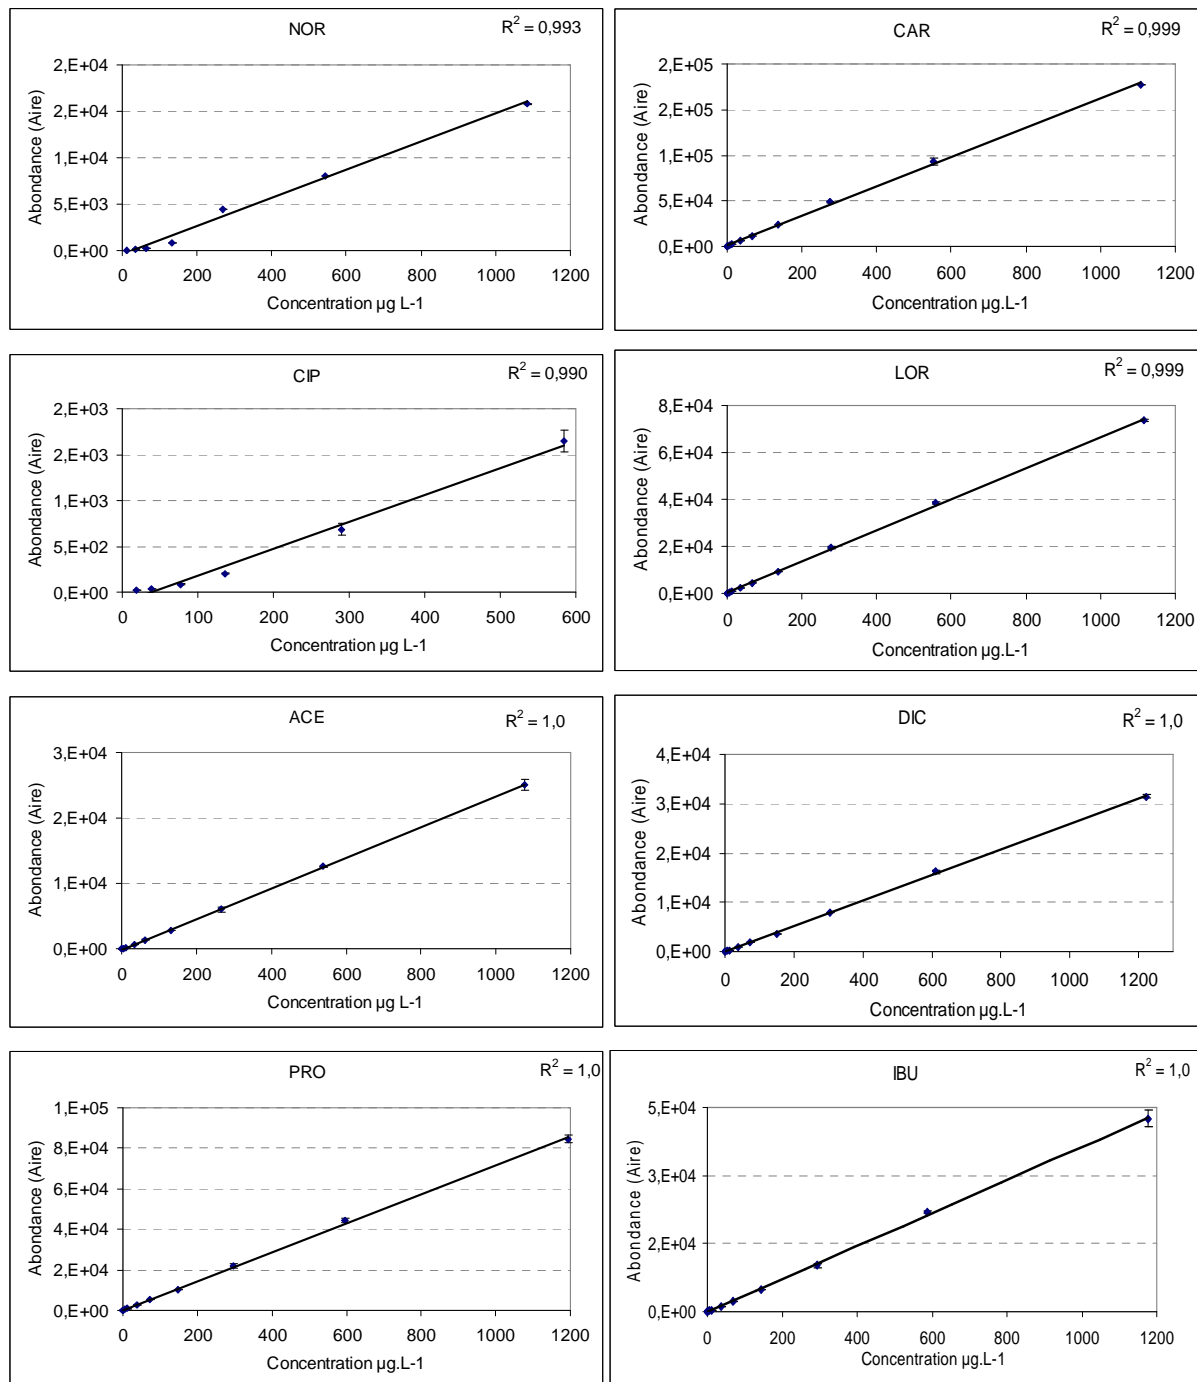 NOR
R² = 0,993
2,E+04
2,E+04
1,E+04
5,E+03
0,E+00
Abondance (Aire)
0 200 400 600 800 1000 1200
Concentration µg L-1
CAR
R² = 0,999
2,E+05
2,E+05
1,E+05
5,E+04
0,E+00
Abondance (Aire)
0 200 400 600 800 1000 1200
Concentration µg.L-1
CIP
R² = 0,990
2,E+03
2,E+03
1,E+03
5,E+02
0,E+00
Abondance (Aire)
0 100 200 300 400 500 600
Concentration µg L-1
LOR
R² = 0,999
8,E+04
6,E+04
4,E+04
2,E+04
0,E+00
Abondance (Aire)
0 200 400 600 800 1000 1200
Concentration µg.L-1
ACE
R² = 1,0
3,E+04
2,E+04
1,E+04
0,E+00
Abondance (Aire)
0 200 400 600 800 1000 1200
Concentration µg L-1
DIC
R² = 1,0
4,E+04
3,E+04
2,E+04
1,E+04
0,E+00
Abondance (Aire)
0 200 400 600 800 1000 1200
Concentration µg.L-1
PRO
R² = 1,0
1,E+05
8,E+04
6,E+04
4,E+04
2,E+04
0,E+00
Abondance (Aire)
0 200 400 600 800 1000 1200
Concentration µg.L-1
IBU
R² = 1,0
5,E+04
3,E+04
2,E+04
0,E+00
Abondance (Aire)
0 200 400 600 800 1000 1200
Concentration µg.L-1